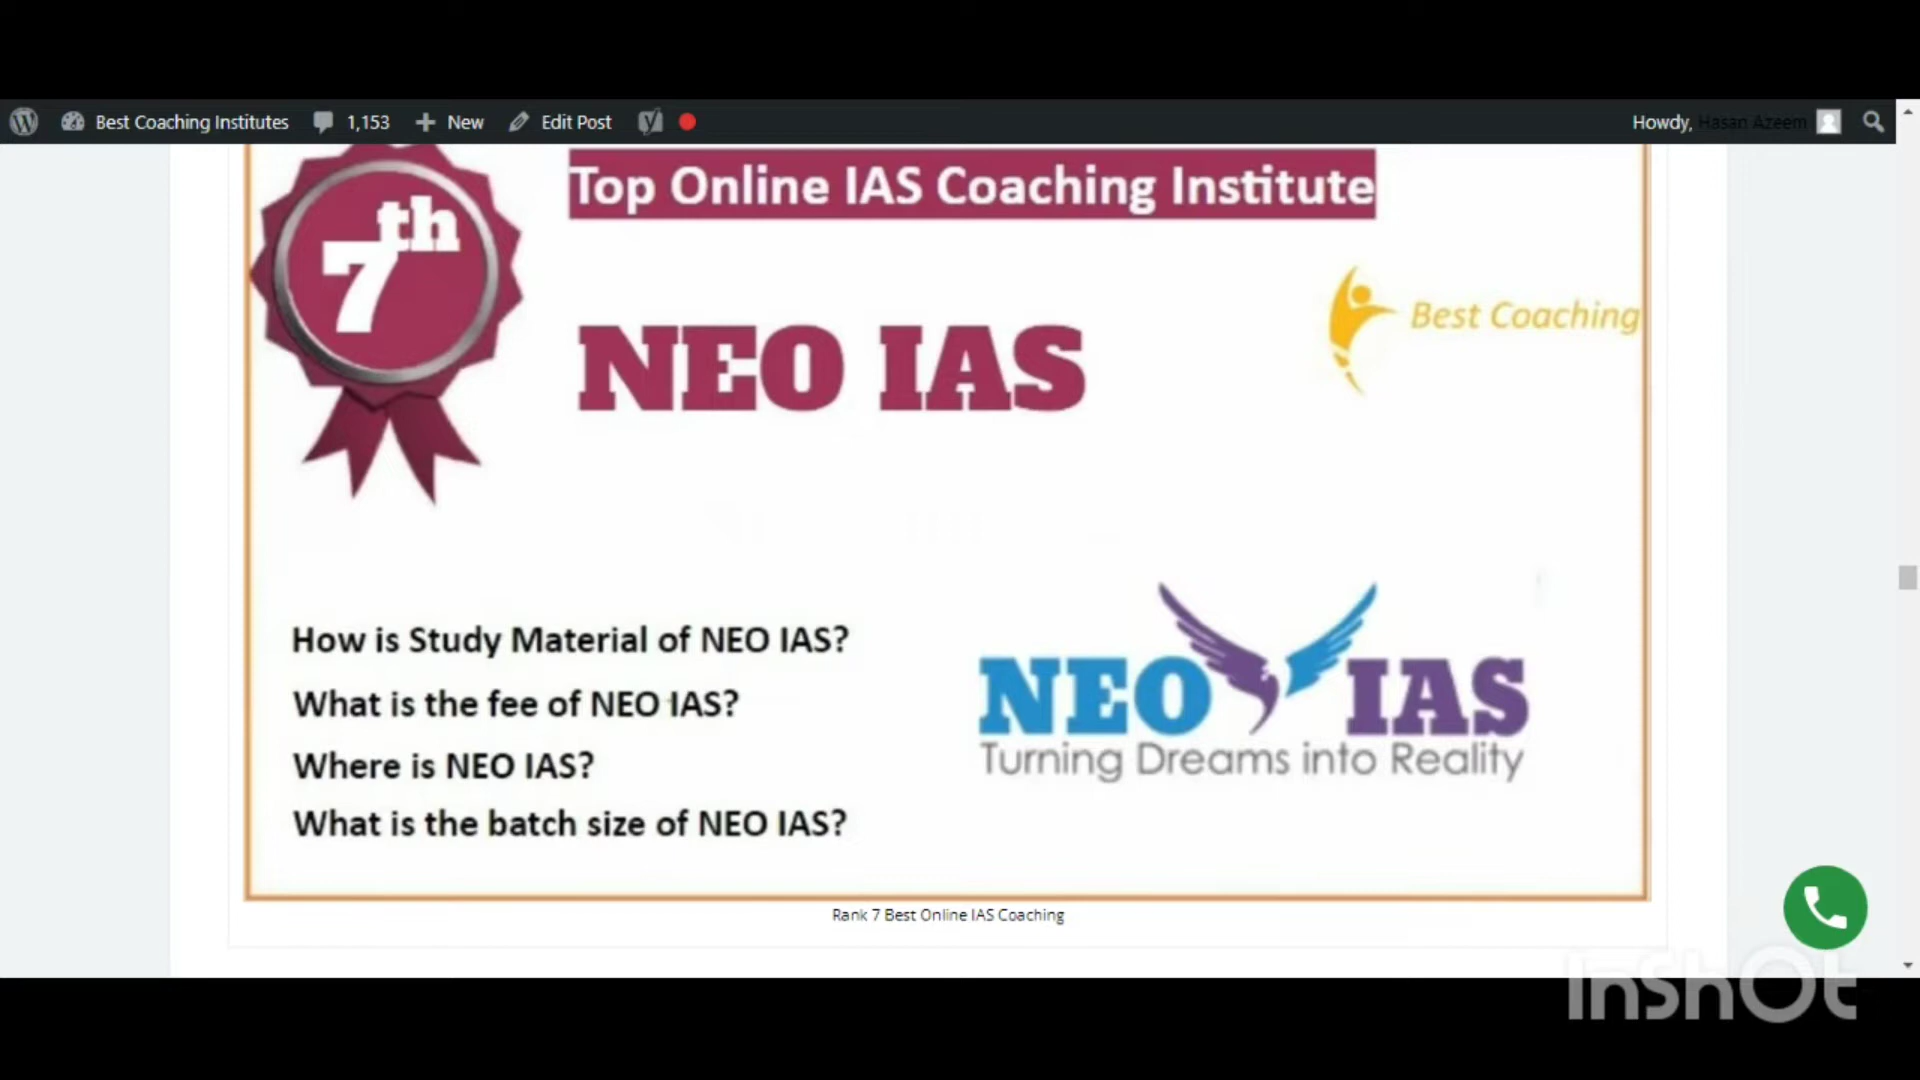 Best Coaching Institutes 1,153 New Edit Post Howdy, Hasan Azeem
Top Online IAS Coaching Institute
7th
NEO IAS
Best Coaching
How is Study Material of NEO IAS?
What is the fee of NEO IAS?
Where is NEO IAS?
What is the batch size of NEO IAS?
NEO IAS
Turning Dreams into Reality
Rank 7 Best Online IAS Coaching
InShOt